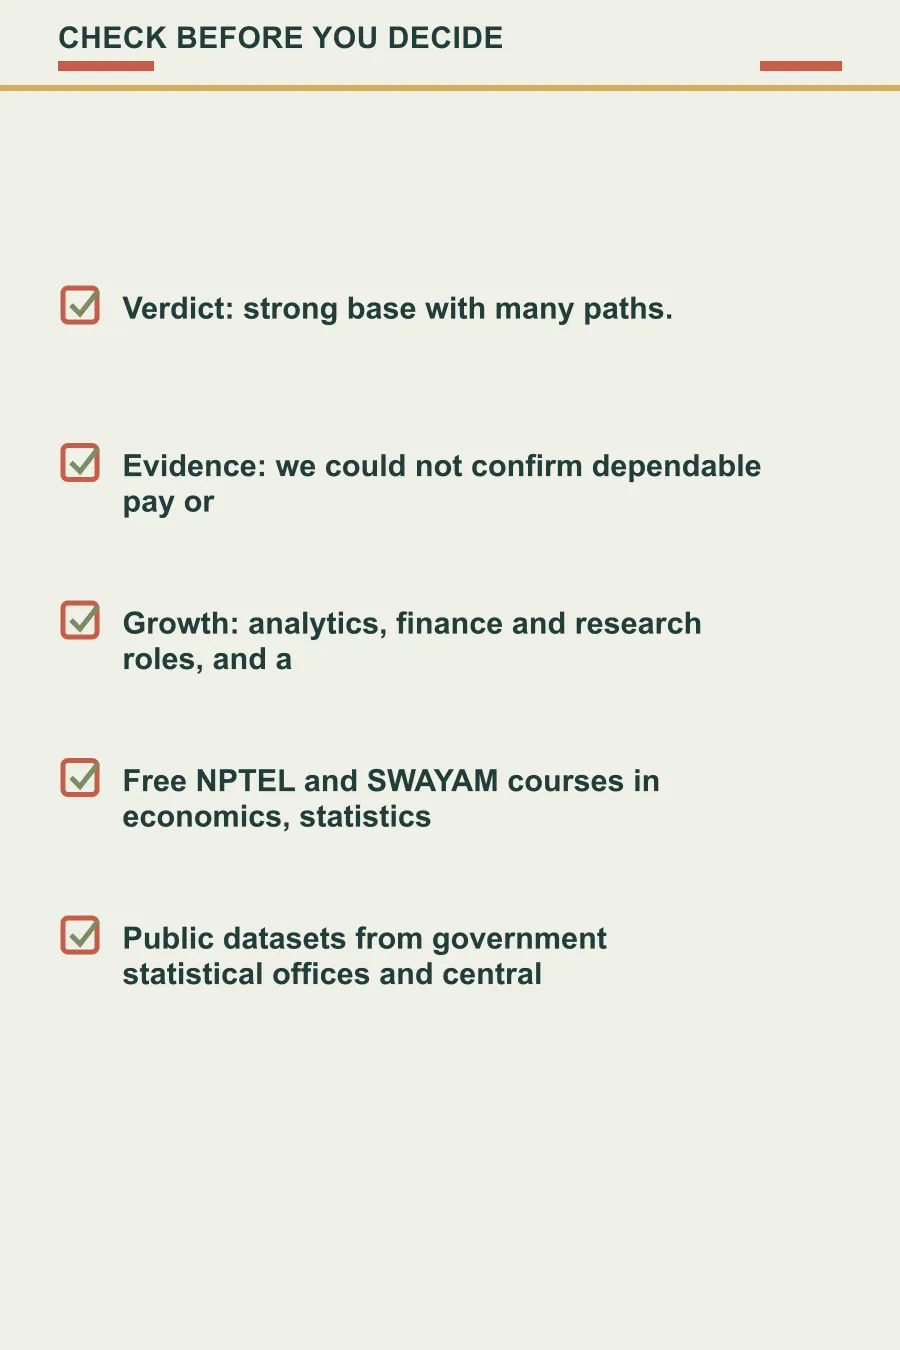 CHECK BEFORE YOU DECIDE
Verdict: strong base with many paths.
Evidence: we could not confirm dependable
pay or
Growth: analytics, finance and research
roles, and a
Free NPTEL and SWAYAM courses in
economics, statistics
Public datasets from government
statistical offices and central